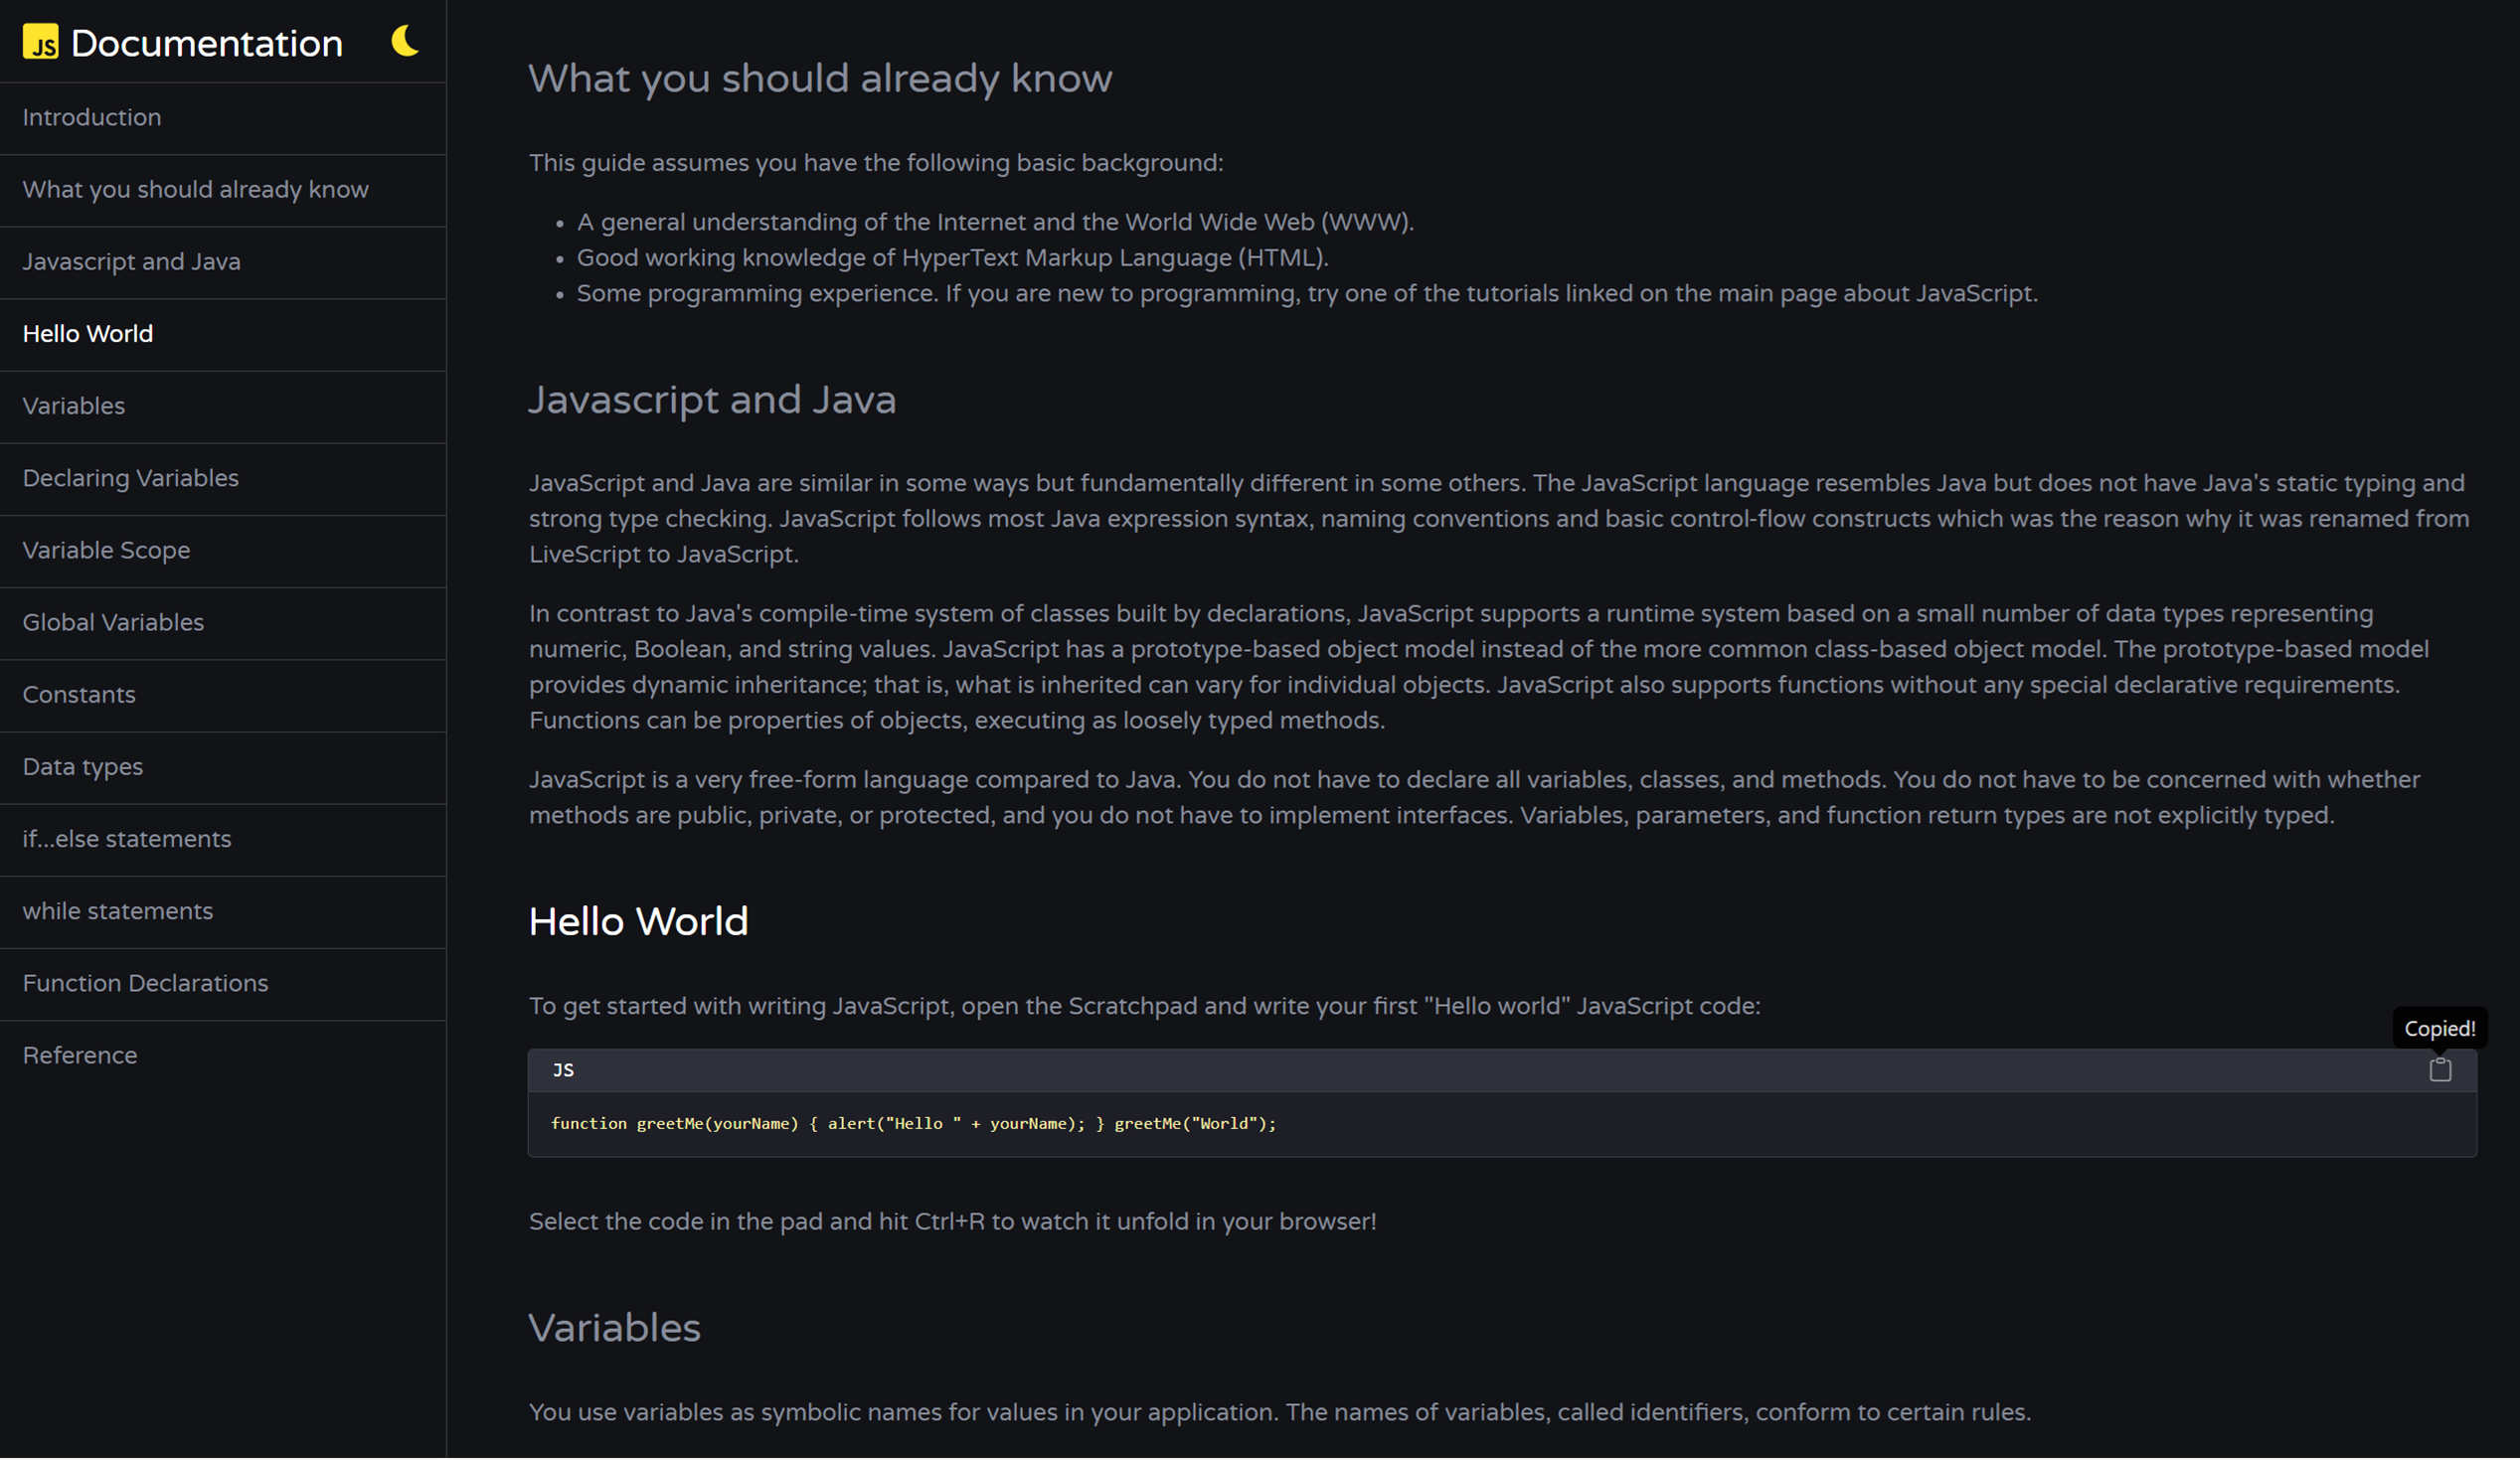 JS Documentation
Introduction
What you should already know
Javascript and Java
Hello World
Variables
Declaring Variables
Variable Scope
Global Variables
Constants
Data types
if...else statements
while statements
Function Declarations
Reference
What you should already know
This guide assumes you have the following basic background:
• A general understanding of the Internet and the World Wide Web (WWW).
• Good working knowledge of HyperText Markup Language (HTML).
• Some programming experience. If you are new to programming, try one of the tutorials linked on the main page about JavaScript.
Javascript and Java
JavaScript and Java are similar in some ways but fundamentally different in some others. The JavaScript language resembles Java but does not have Java's static typing and
strong type checking. JavaScript follows most Java expression syntax, naming conventions and basic control-flow constructs which was the reason why it was renamed from
LiveScript to JavaScript.
In contrast to Java's compile-time system of classes built by declarations, JavaScript supports a runtime system based on a small number of data types representing
numeric, Boolean, and string values. JavaScript has a prototype-based object model instead of the more common class-based object model. The prototype-based model
provides dynamic inheritance; that is, what is inherited can vary for individual objects. JavaScript also supports functions without any special declarative requirements.
Functions can be properties of objects, executing as loosely typed methods.
JavaScript is a very free-form language compared to Java. You do not have to declare all variables, classes, and methods. You do not have to be concerned with whether
methods are public, private, or protected, and you do not have to implement interfaces. Variables, parameters, and function return types are not explicitly typed.
Hello World
To get started with writing JavaScript, open the Scratchpad and write your first "Hello world" JavaScript code:
Copied!
JS
function greetMe(yourName) { alert("Hello " + yourName); } greetMe("World");
Select the code in the pad and hit Ctrl+R to watch it unfold in your browser!
Variables
You use variables as symbolic names for values in your application. The names of variables, called identifiers, conform to certain rules.